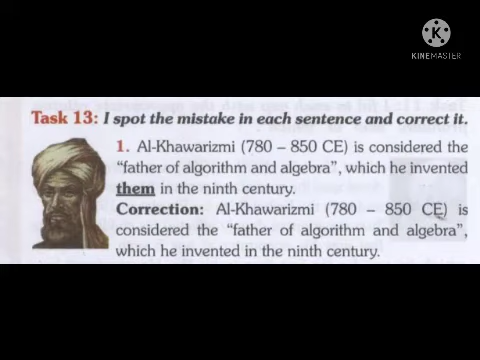 KINEMASTER
Task 13: I spot the mistake in each sentence and correct it.
1. Al-Khawarizmi (780 – 850 CE) is considered the
"father of algorithm and algebra", which he invented
them in the ninth century.
Correction: Al-Khawarizmi (780 – 850 CE) is
considered the "father of algorithm and algebra",
which he invented in the ninth century.